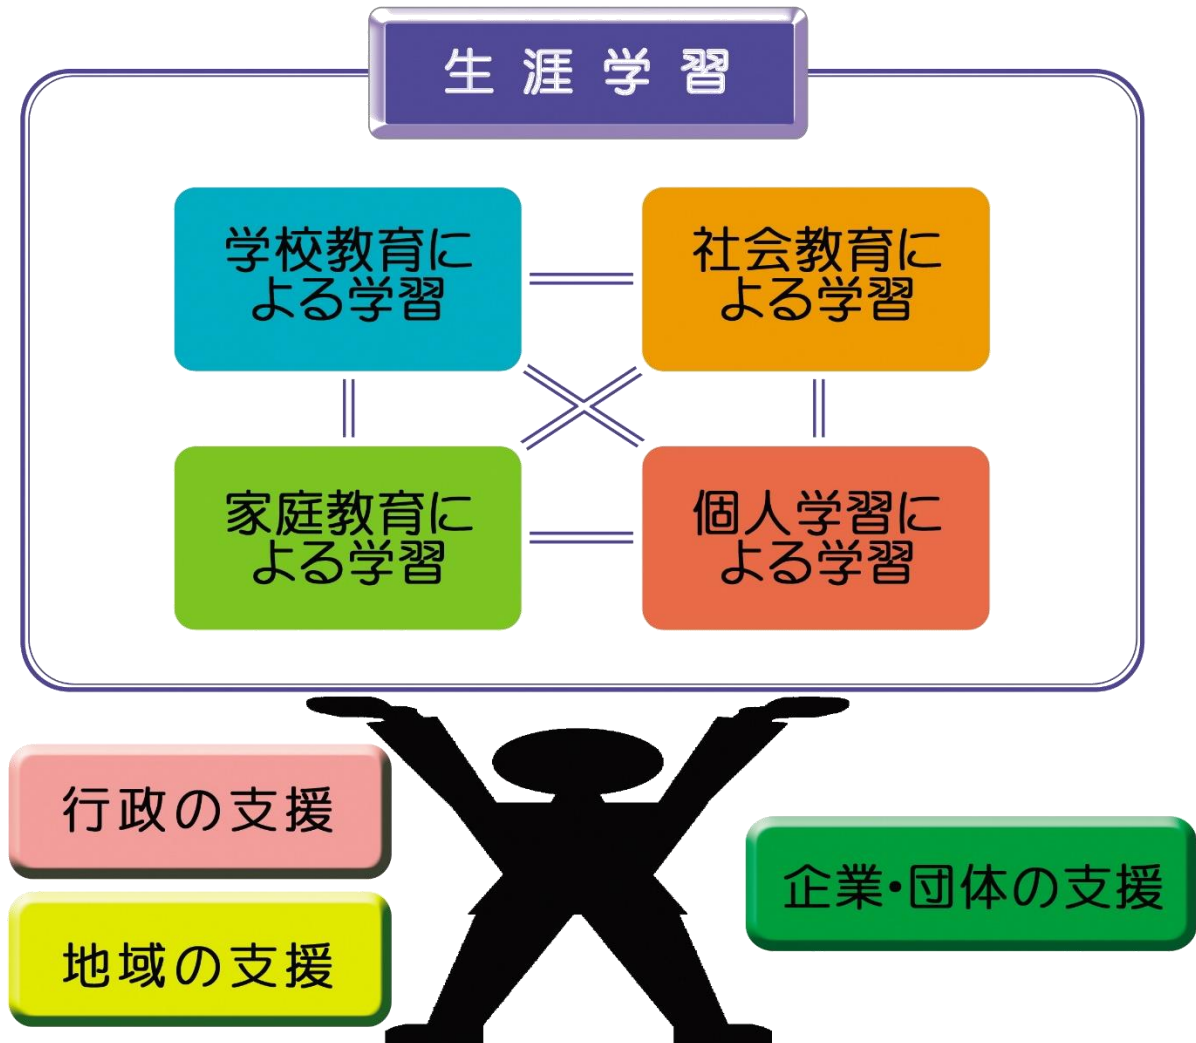 生涯学習
学校教育に
よる学習
社会教育に
よる学習
家庭教育に
よる学習
個人学習に
よる学習
行政の支援
地域の支援
企業・団体の支援